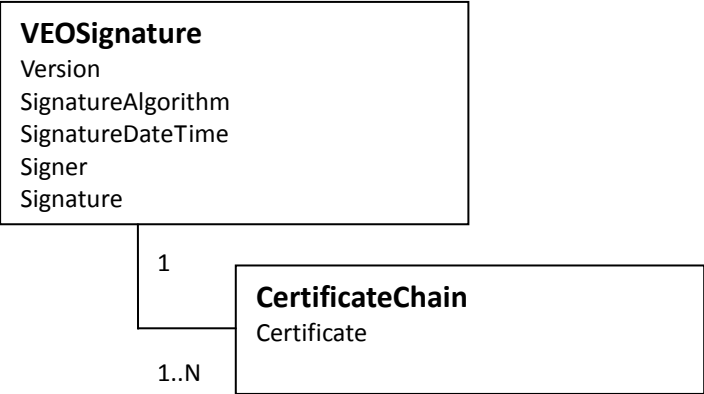 VEOSignature
Version
SignatureAlgorithm
SignatureDateTime
Signer
Signature
1
CertificateChain
Certificate
1..N